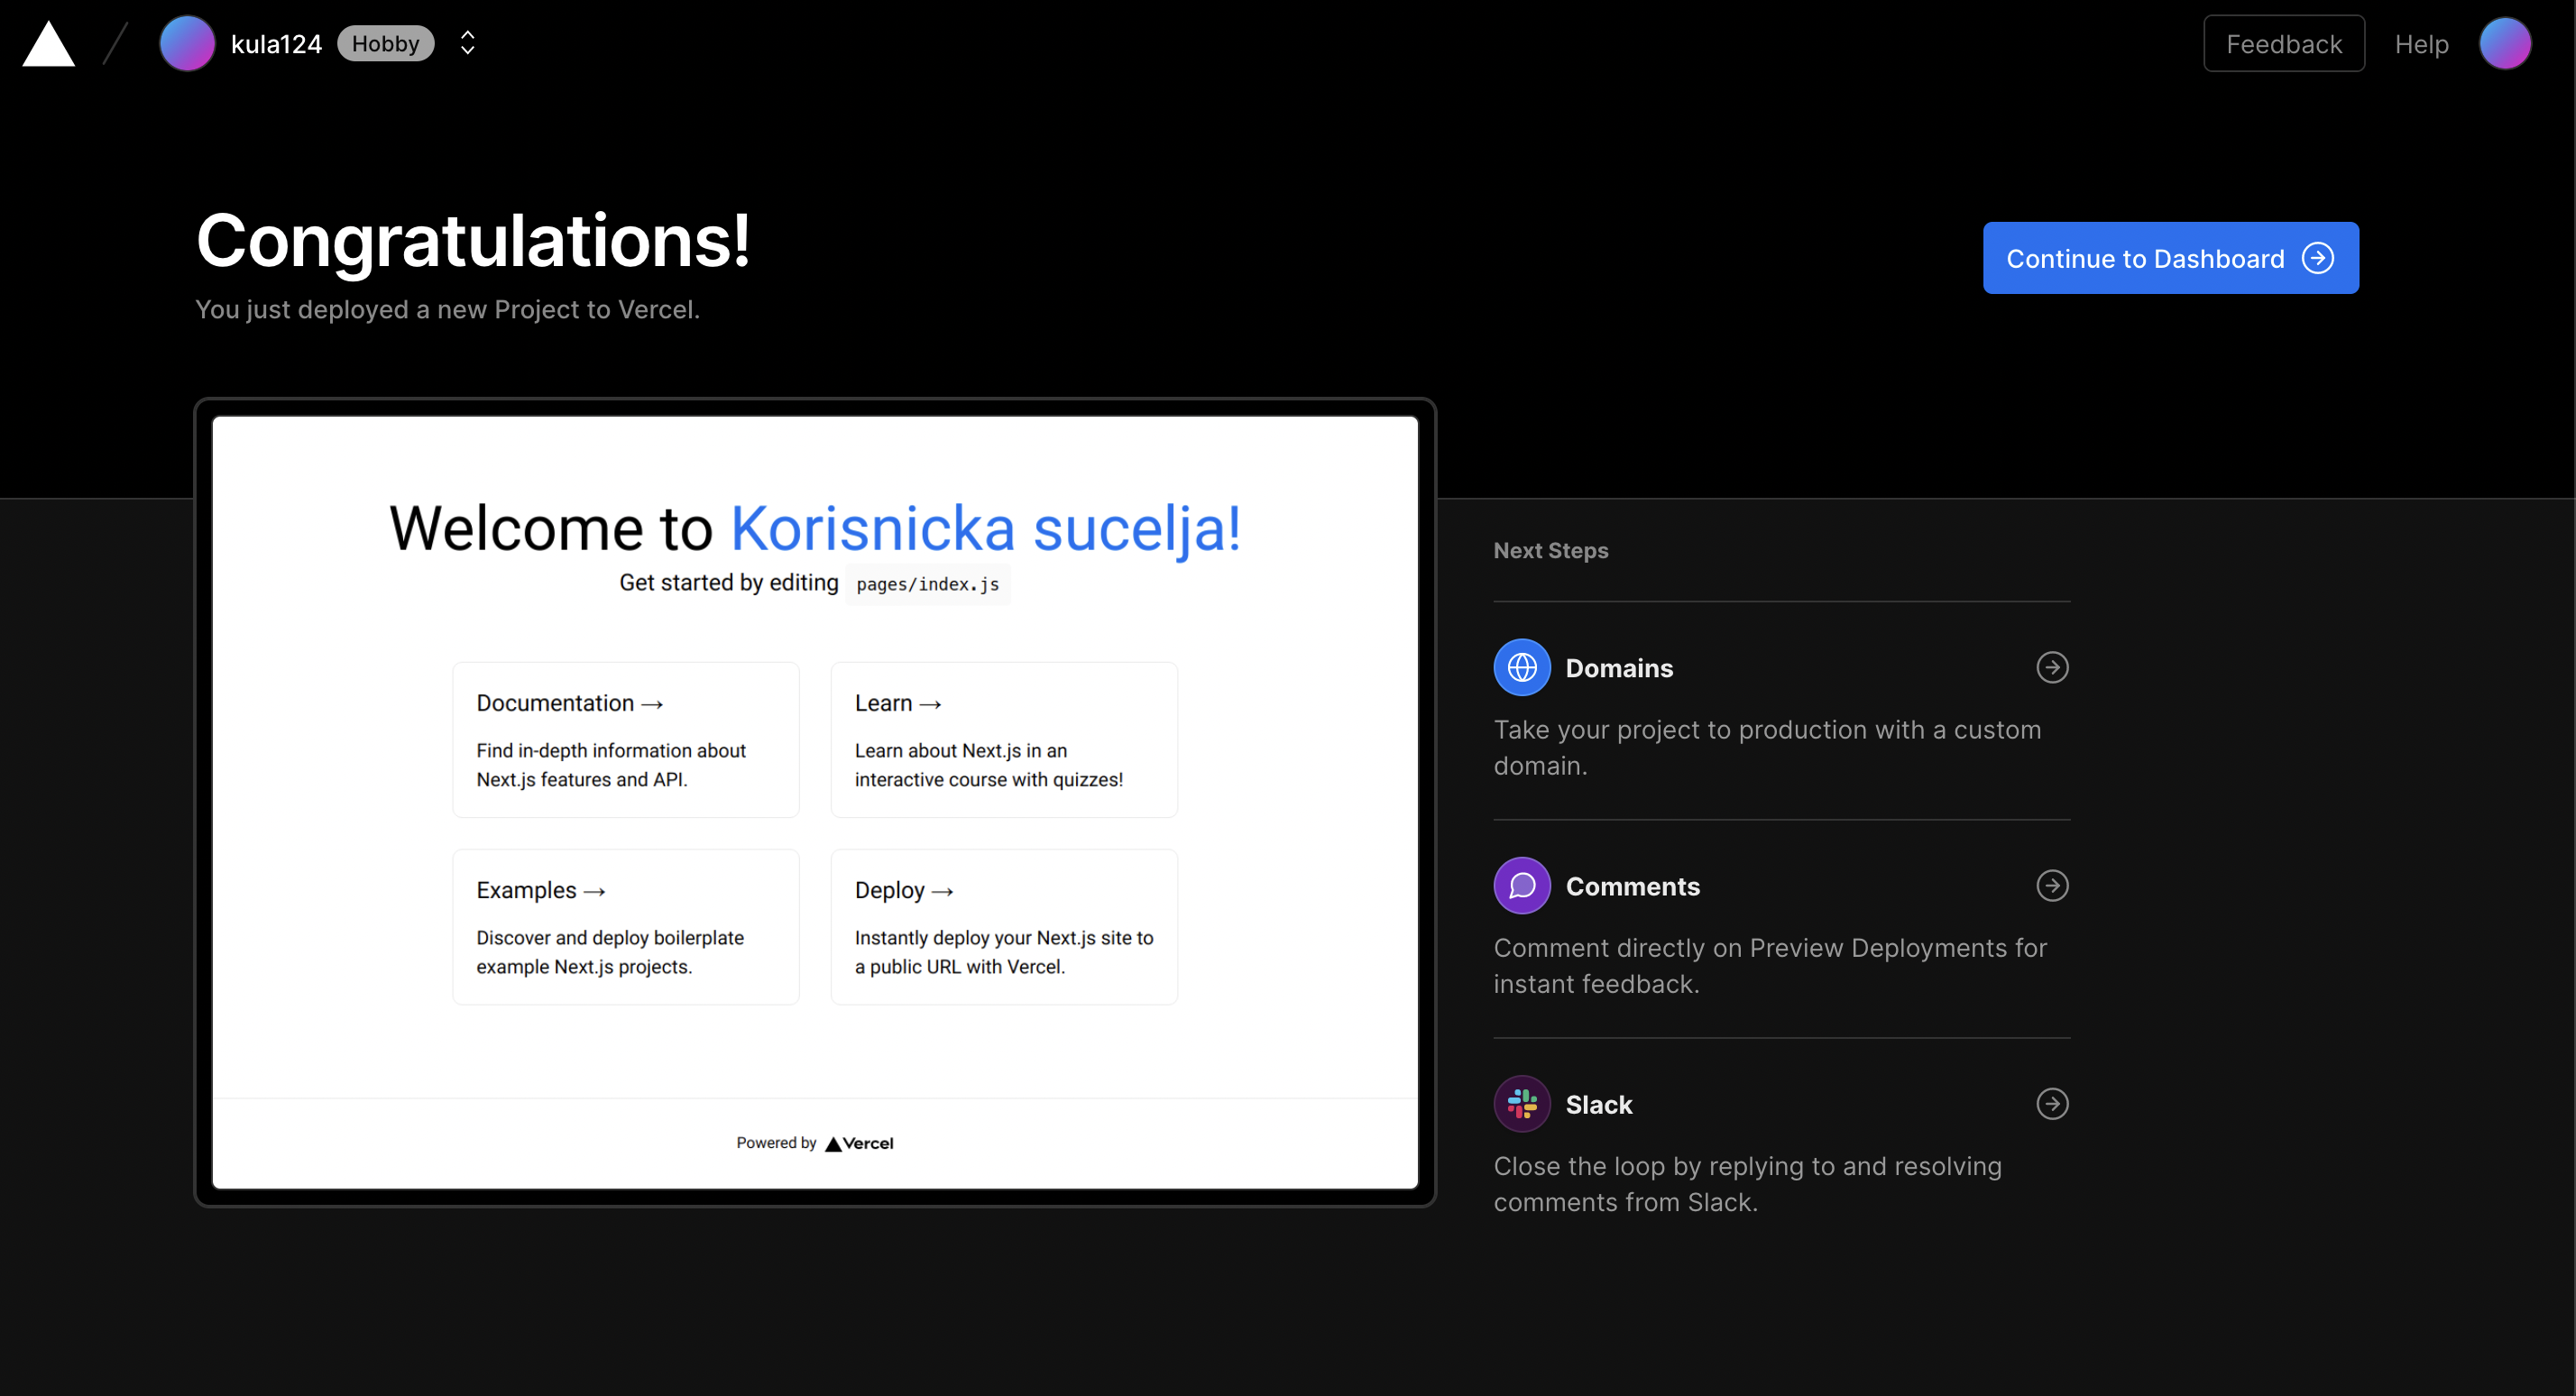 kula124 Hobby
Feedback Help
Congratulations!
You just deployed a new Project to Vercel.
Continue to Dashboard
Welcome to Korisnicka sucelja!
Get started by editing pages/index.js
Documentation →
Find in-depth information about
Next.js features and API.
Learn →
Learn about Next.js in an
interactive course with quizzes!
Examples →
Discover and deploy boilerplate
example Next.js projects.
Deploy →
Instantly deploy your Next.js site to
a public URL with Vercel.
Powered by Vercel
Next Steps
Domains
Take your project to production with a custom
domain.
Comments
Comment directly on Preview Deployments for
instant feedback.
Slack
Close the loop by replying to and resolving
comments from Slack.